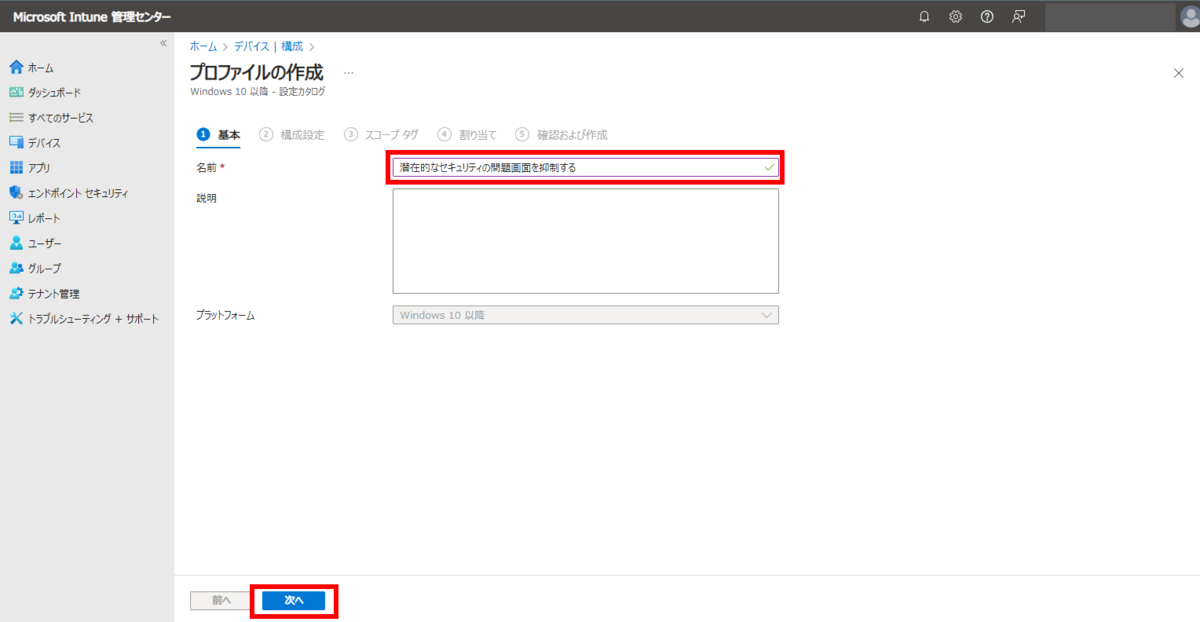 Microsoft Intune 管理センター
«
ホーム
ダッシュボード
すべてのサービス
デバイス
アプリ
エンドポイント セキュリティ
レポート
ユーザー
グループ
テナント管理
トラブルシューティング + サポート
ホーム > デバイス | 構成 >
プロファイルの作成 ...
Windows 10 以降 - 設定カタログ
1 基本 2 構成設定 3 スコープ タグ 4 割り当て 5 確認および作成
名前 * 潜在的なセキュリティの問題画面を抑制する
説明
プラットフォーム Windows 10 以降
前へ 次へ